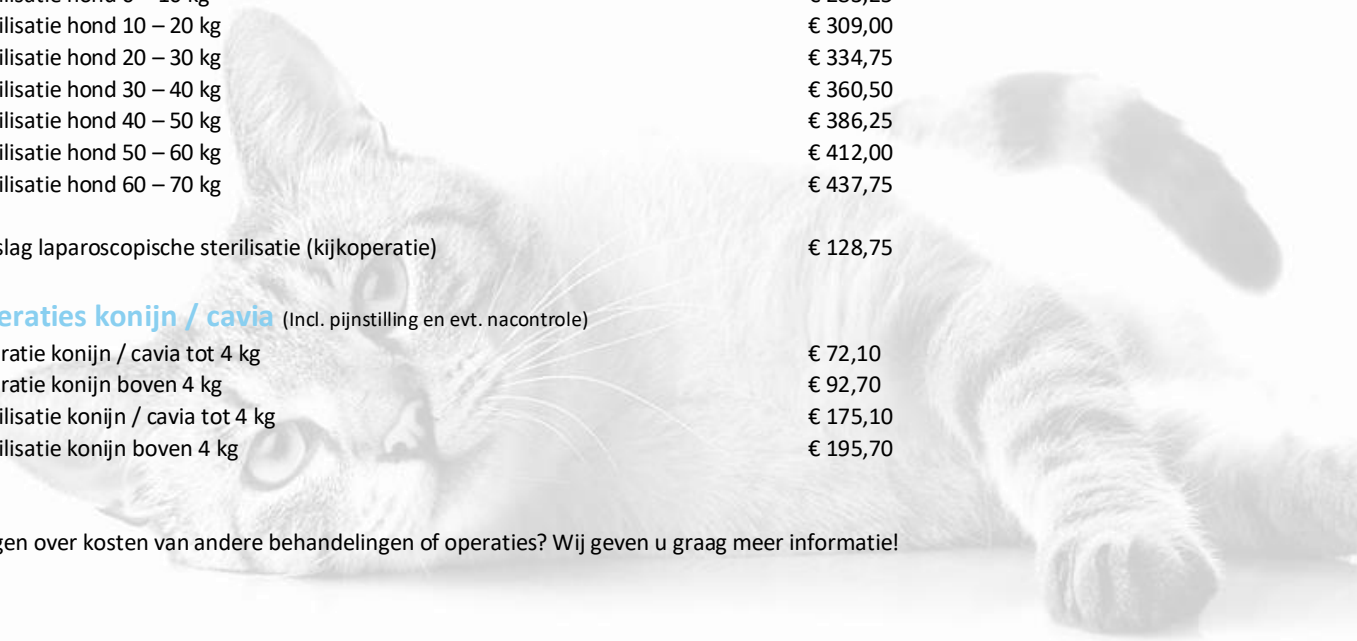 ilisatie hond 10 – 20 kg € 309,00
ilisatie hond 20 – 30 kg € 334,75
ilisatie hond 30 – 40 kg € 360,50
ilisatie hond 40 – 50 kg € 386,25
ilisatie hond 50 – 60 kg € 412,00
ilisatie hond 60 – 70 kg € 437,75
slag laparoscopische sterilisatie (kijkoperatie) € 128,75
eraties konijn / cavia (Incl. pijnstilling en evt. nacontrole)
ratie konijn / cavia tot 4 kg € 72,10
ratie konijn boven 4 kg € 92,70
ilisatie konijn / cavia tot 4 kg € 175,10
ilisatie konijn boven 4 kg € 195,70
gen over kosten van andere behandelingen of operaties? Wij geven u graag meer informatie!